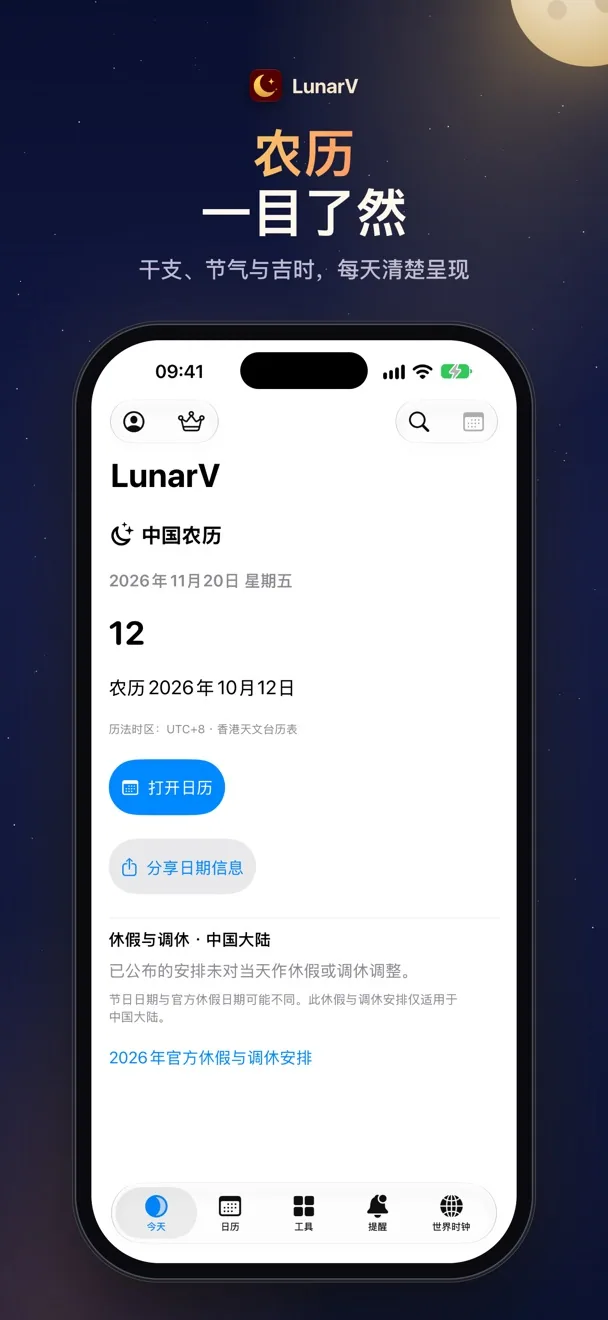 LunarV
农历
一目了然
干支、节气与吉时，每天清楚呈现
09:41
LunarV
中国农历
2026年11月20日 星期五
12
农历2026年10月12日
历法时区：UTC+8 · 香港天文台历表
打开日历
分享日期信息
休假与调休 · 中国大陆
已公布的安排未对当天作休假或调休调整。
节日日期与官方休假日期可能不同。此休假与调休安排仅适用于
中国大陆。
2026年官方休假与调休安排
今天
日历
工具
提醒
世界时钟